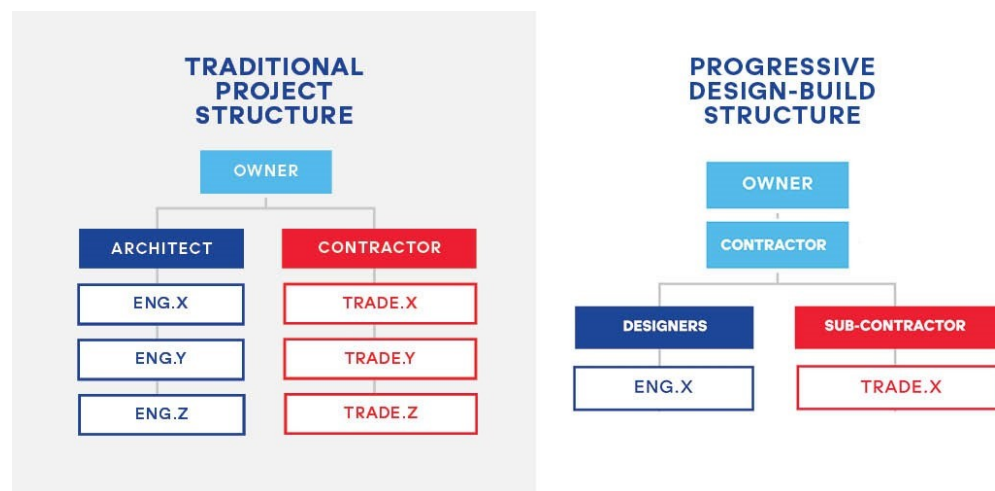 TRADITIONAL
PROJECT
STRUCTURE
OWNER
ARCHITECT
CONTRACTOR
ENG.X
TRADE.X
ENG.Y
TRADE.Y
ENG.Z
TRADE.Z
PROGRESSIVE
DESIGN-BUILD
STRUCTURE
OWNER
CONTRACTOR
DESIGNERS
SUB-CONTRACTOR
ENG.X
TRADE.X